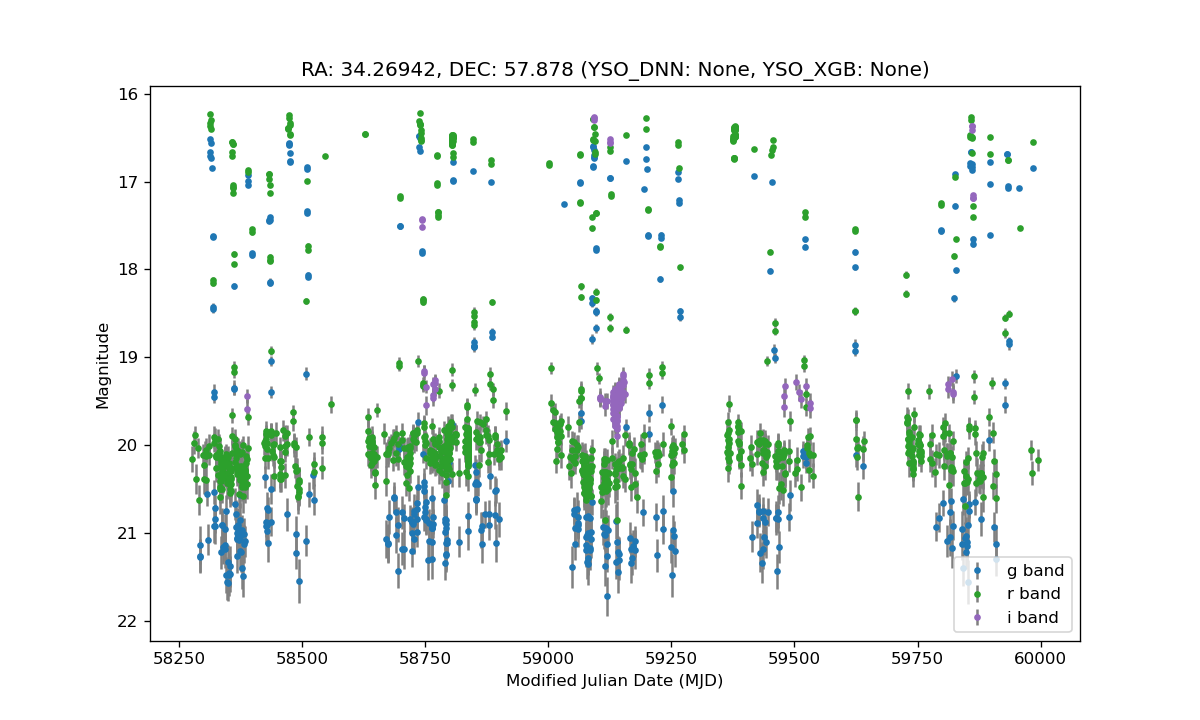 RA: 34.26942, DEC: 57.878 (YSO_DNN: None, YSO_XGB: None)
16
17
18
19
20
21
22
Magnitude
58250 58500 58750 59000 59250 59500 59750 60000
Modified Julian Date (MJD)
g band
r band
i band